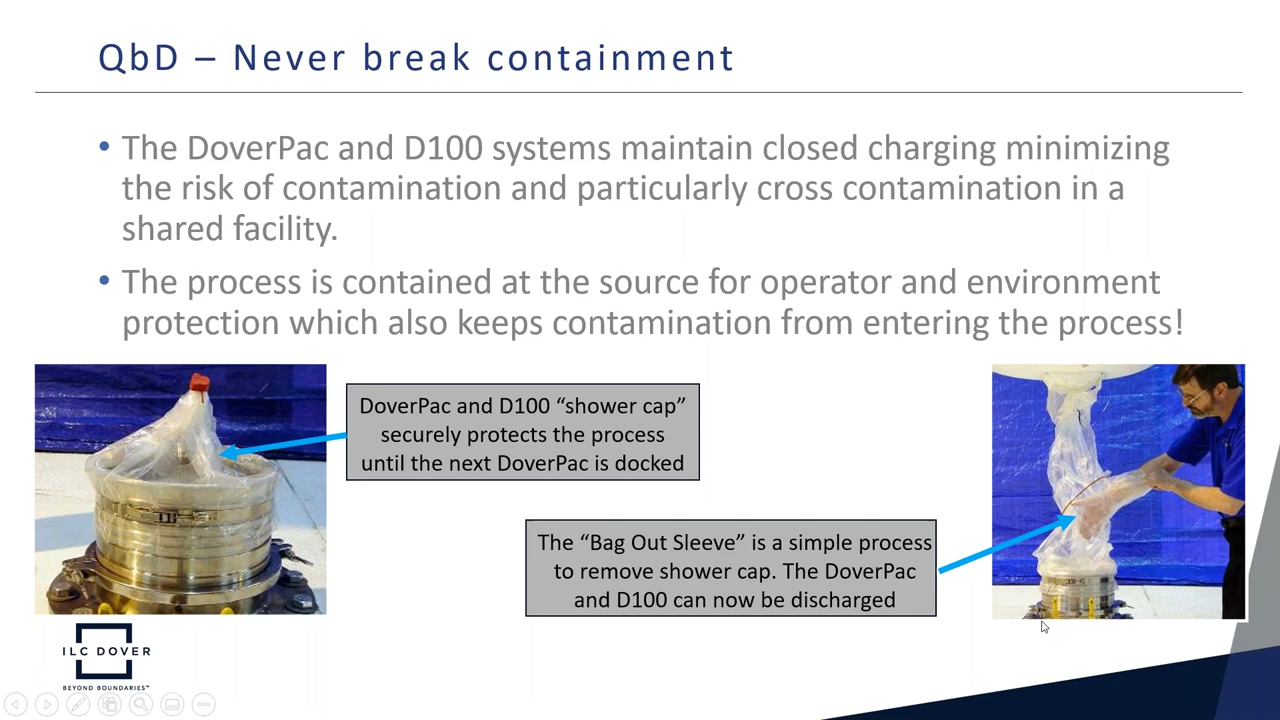 QbD – Never break containment
• The DoverPac and D100 systems maintain closed charging minimizing
the risk of contamination and particularly cross contamination in a
shared facility.
• The process is contained at the source for operator and environment
protection which also keeps contamination from entering the process!
DoverPac and D100 “shower cap”
securely protects the process
until the next DoverPac is docked
The “Bag Out Sleeve” is a simple process
to remove shower cap. The DoverPac
and D100 can now be discharged
ILC DOVER
BEYOND BOUNDARIES™